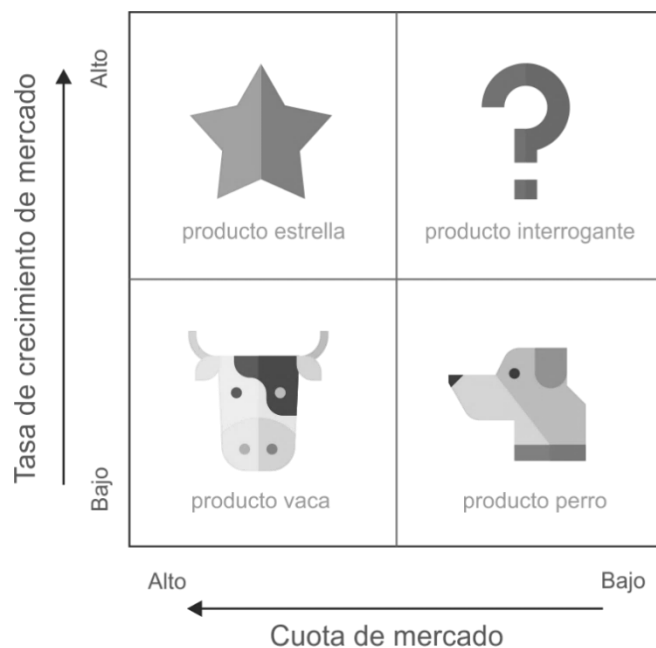 Tasa de crecimiento de mercado
Alto
Bajo
producto estrella
producto interrogante
producto vaca
producto perro
Alto
Bajo
Cuota de mercado